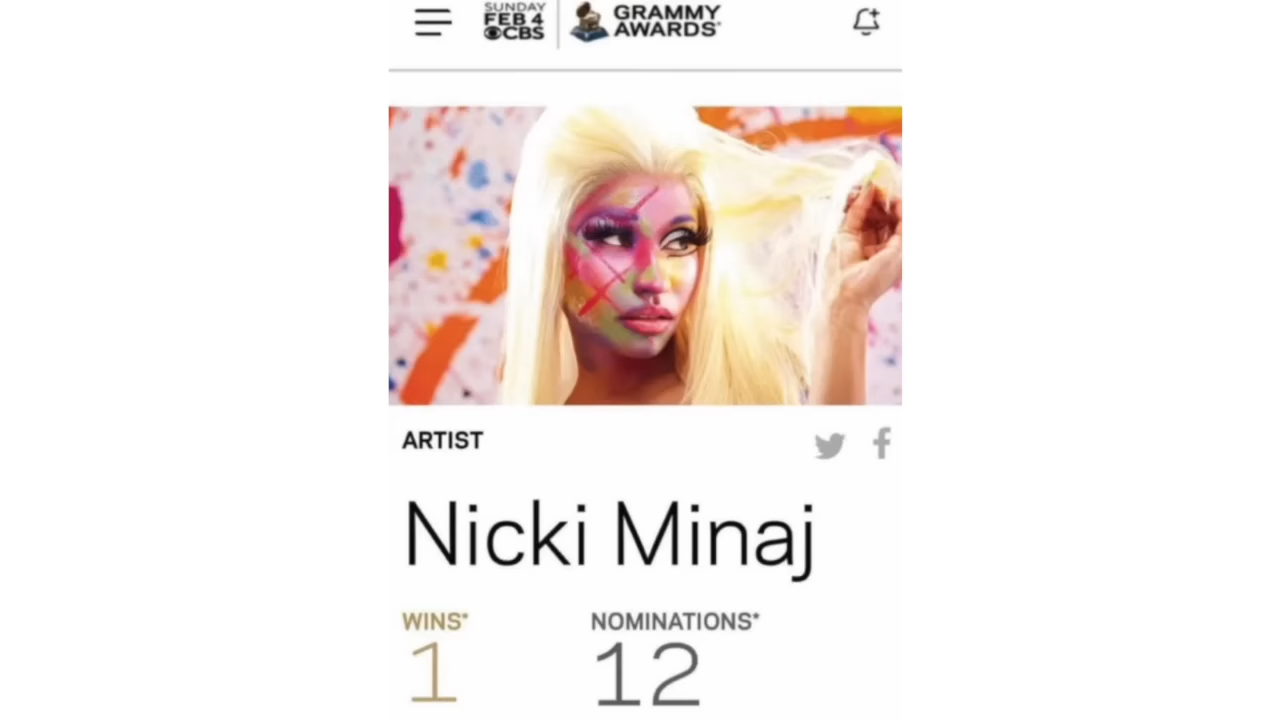 SUNDAY
FEB 4
CBS
GRAMMY
AWARDS
ARTIST
Nicki Minaj
WINS*
NOMINATIONS*
1
12